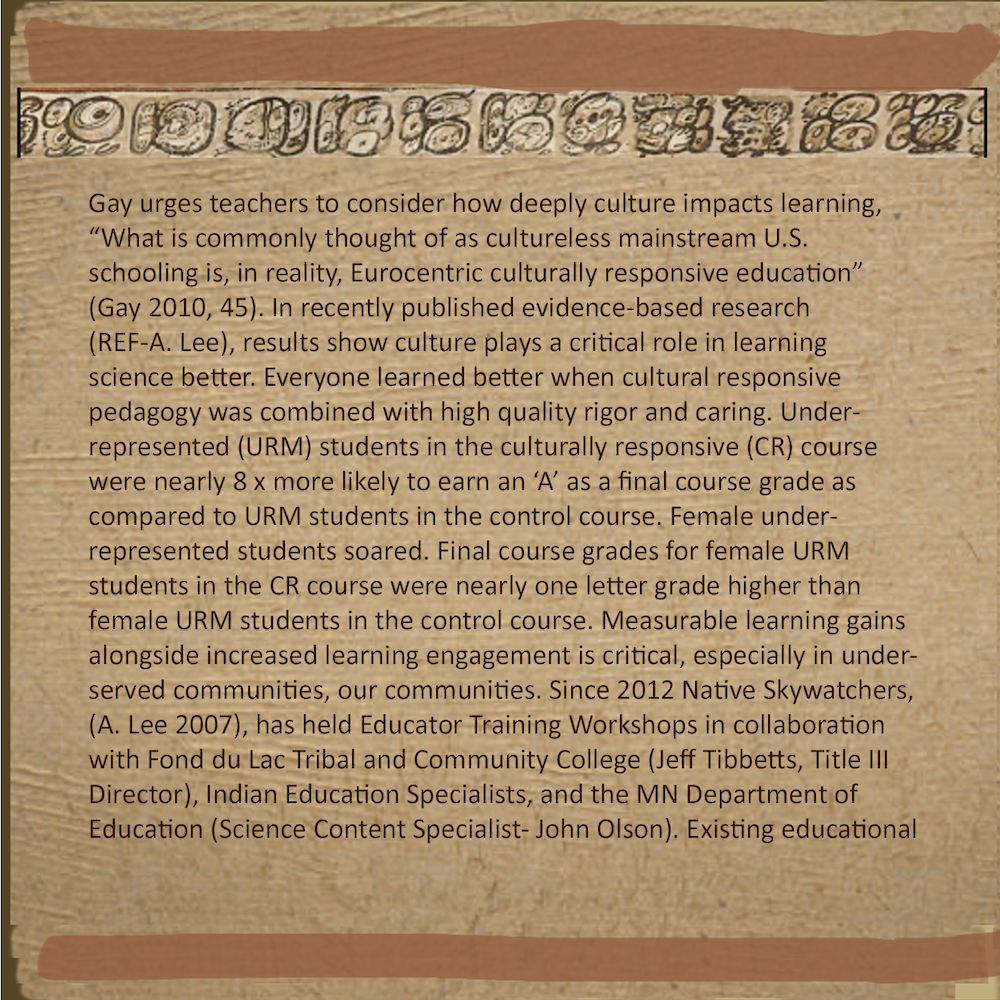 Gay urges teachers to consider how deeply culture impacts learning,
“What is commonly thought of as cultureless mainstream U.S.
schooling is, in reality, Eurocentric culturally responsive education”
(Gay 2010, 45). In recently published evidence-based research
(REF-A. Lee), results show culture plays a critical role in learning
science better. Everyone learned better when cultural responsive
pedagogy was combined with high quality rigor and caring. Under-
represented (URM) students in the culturally responsive (CR) course
were nearly 8 x more likely to earn an ‘A’ as a final course grade as
compared to URM students in the control course. Female under-
represented students soared. Final course grades for female URM
students in the CR course were nearly one letter grade higher than
female URM students in the control course. Measurable learning gains
alongside increased learning engagement is critical, especially in under-
served communities, our communities. Since 2012 Native Skywatchers,
(A. Lee 2007), has held Educator Training Workshops in collaboration
with Fond du Lac Tribal and Community College (Jeff Tibbetts, Title III
Director), Indian Education Specialists, and the MN Department of
Education (Science Content Specialist- John Olson). Existing educational